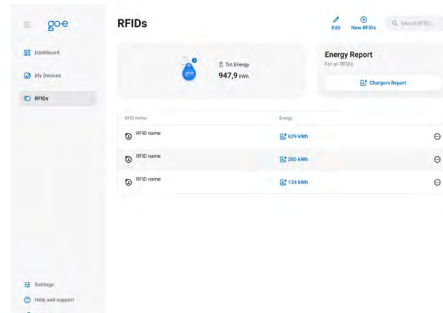 go-e
RFIDs
Edit
New RFIDs
Search RFID...
Dashboard
My Devices
RFIDs
Tot Energy
947,9 kWh
Energy Report
For all RFIDs
Chargers Report
RFID Name
Energy
RFID name
629 kWh
RFID name
285 kWh
RFID name
134 kWh
Settings
Help and support